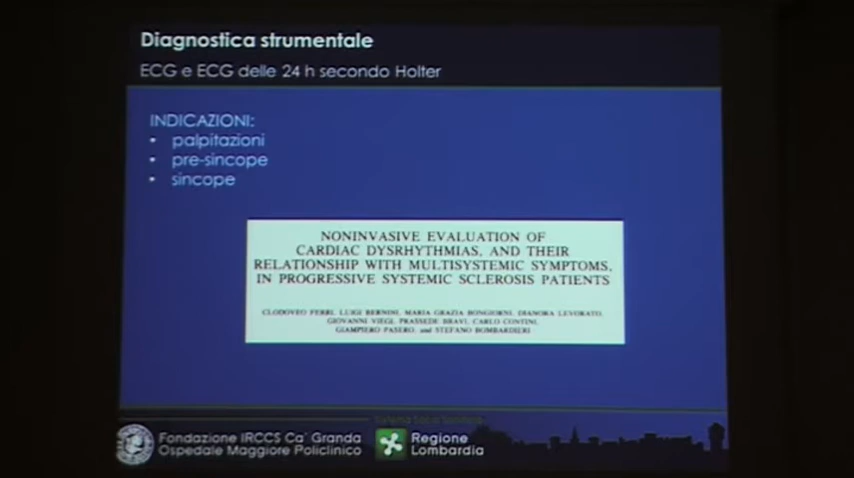 Diagnostica strumentale
ECG e ECG delle 24 h secondo Holter
INDICAZIONI:
• palpitazioni
• pre-sincope
• sincope
NONINVASIVE EVALUATION OF
CARDIAC DYSRHYTHMIAS, AND THEIR
RELATIONSHIP WITH MULTISYSTEMIC SYMPTOMS,
IN PROGRESSIVE SYSTEMIC SCLEROSIS PATIENTS
CLODOVEO FERRI, LUIGI BERNINI, MARIA GRAZIA BONGIORNI, DIANORA LEVORATO,
GIOVANNI VIEGI, PRASSEDE BRAVI, CARLO CONTINI,
GIAMPIERO PASERO, and STEFANO BOMBARDIERI
Fondazione IRCCS Ca' Granda
Ospedale Maggiore Policlinico
Regione
Lombardia